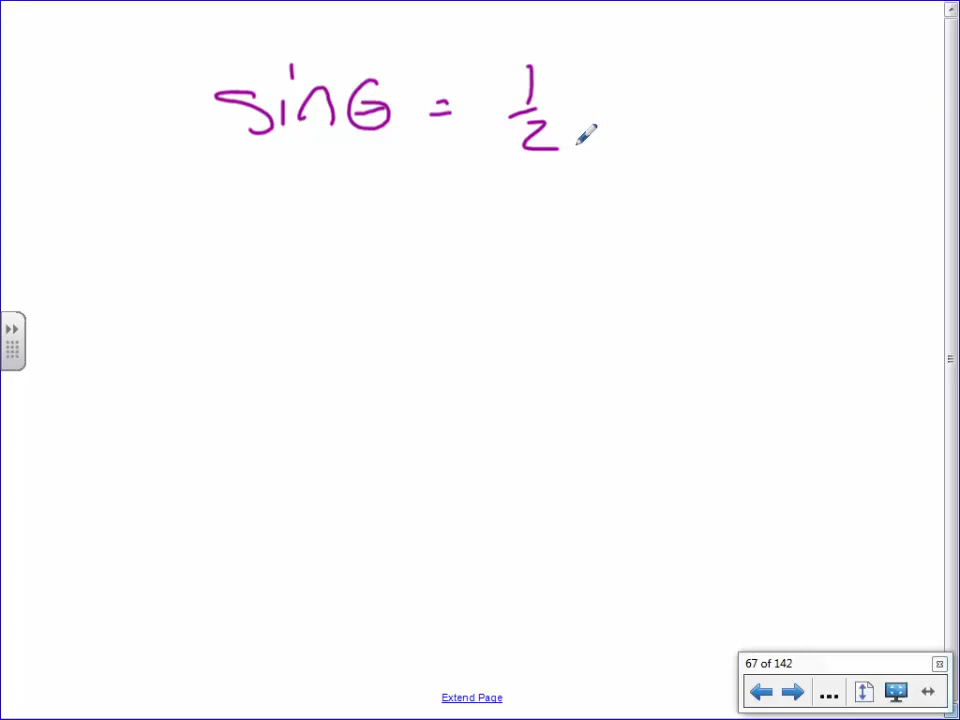 sinθ = 1/2
67 of 142
Extend Page